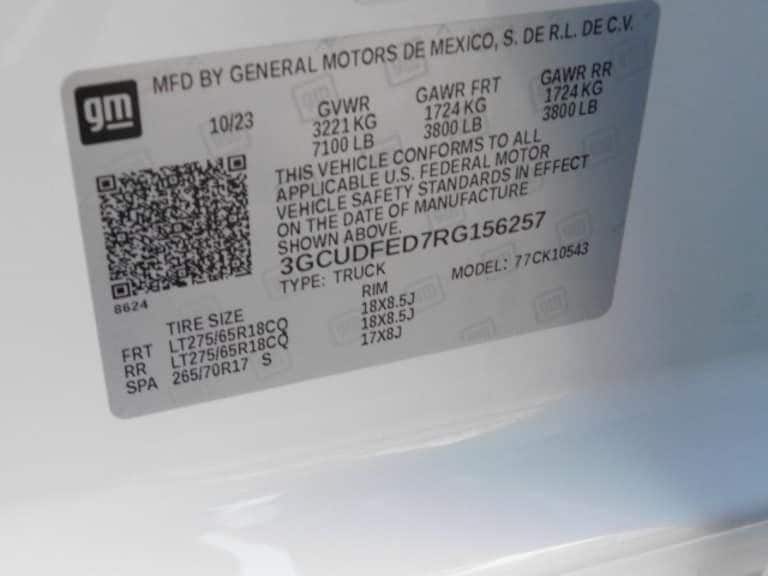 MFD BY GENERAL MOTORS DE MEXICO, S. DE R.L. DE C.V.
gm
10/23
GVWR GAWR FRT GAWR RR
3221 KG 1724 KG 1724 KG
7100 LB 3800 LB 3800 LB
THIS VEHICLE CONFORMS TO ALL
APPLICABLE U.S. FEDERAL MOTOR
VEHICLE SAFETY STANDARDS IN EFFECT
ON THE DATE OF MANUFACTURE
SHOWN ABOVE.
3GCUDFED7RG156257
TYPE: TRUCK MODEL: 77CK10543
8624
TIRE SIZE RIM
FRT LT275/65R18CQ 18X8.5J
RR LT275/65R18CQ 18X8.5J
SPA 265/70R17 S 17X8J